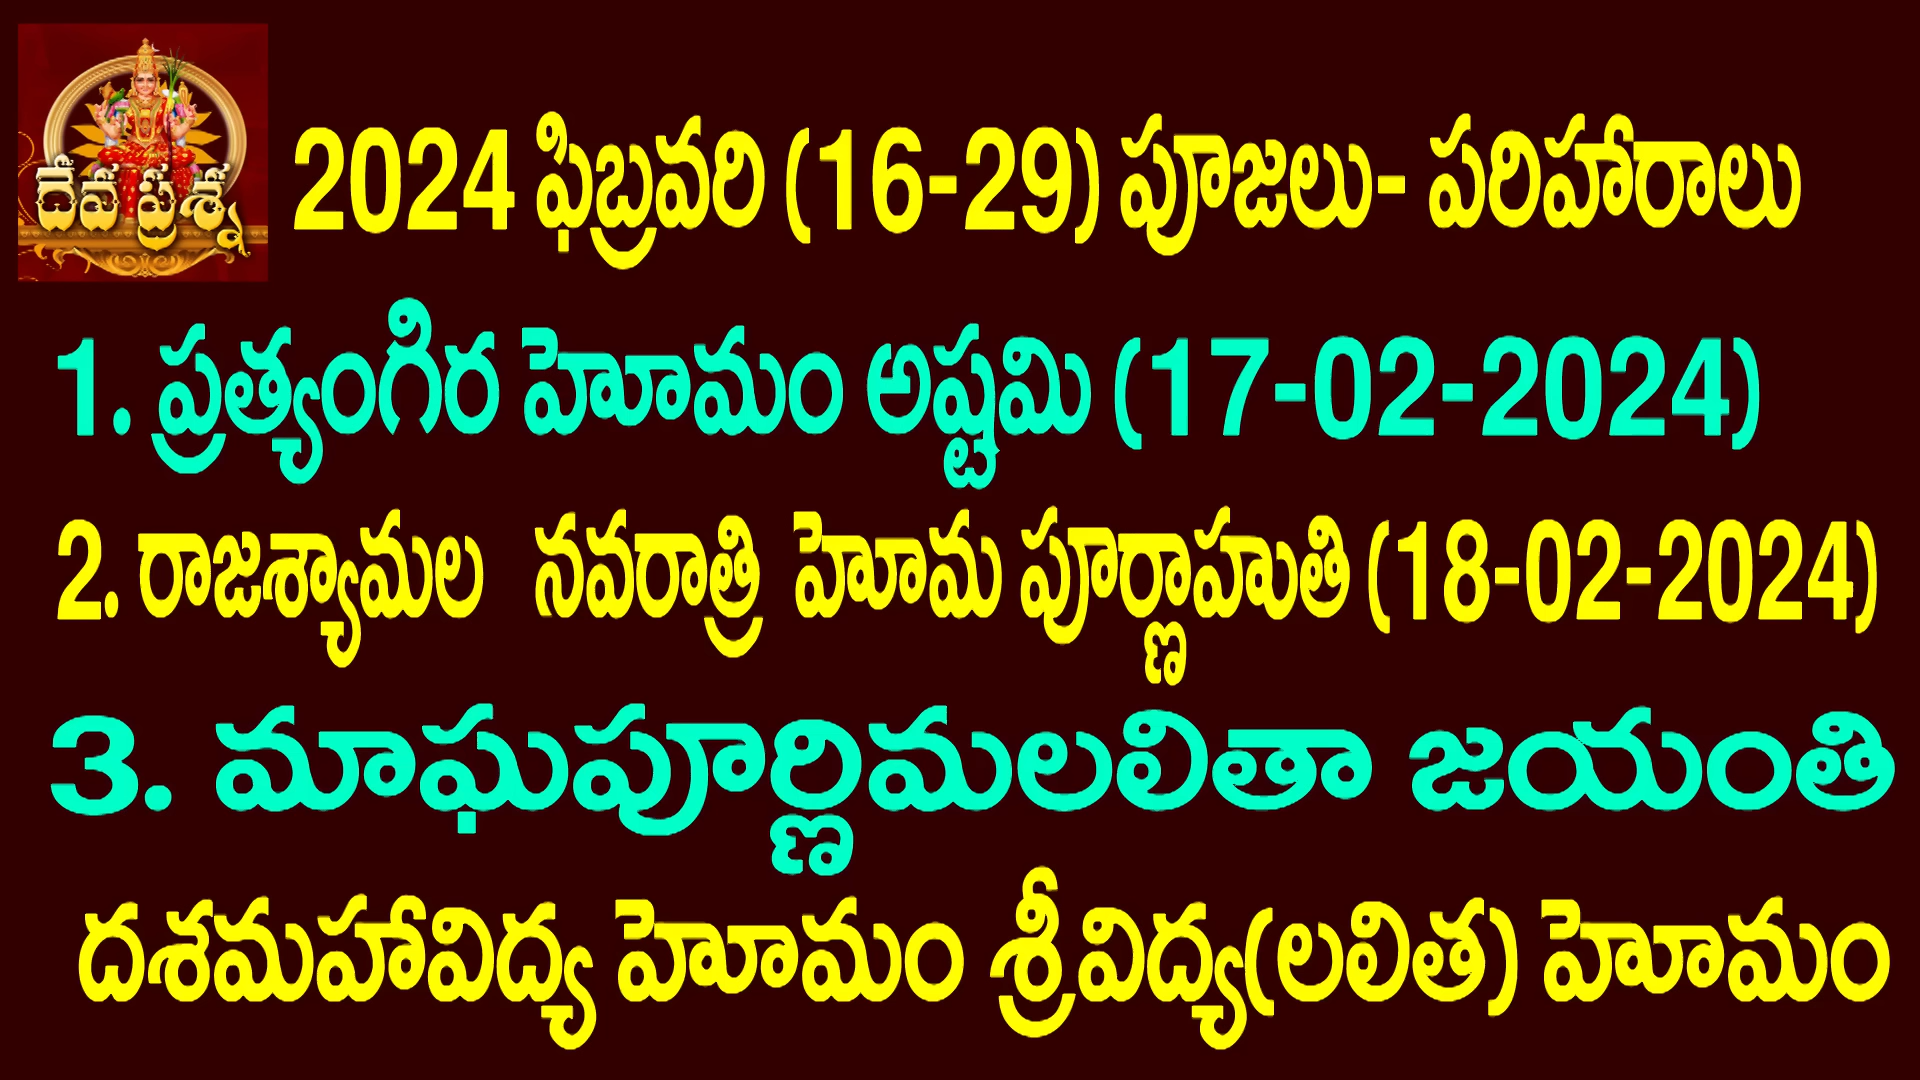 దేవ ప్రశ్న
2024 ఫిబ్రవరి (16-29) పూజలు- పరిహారాలు
1. ప్రత్యంగిర హెూమం అష్టమి (17-02-2024)
2. రాజశ్యామల నవరాత్రి హెూమ పూర్ణాహుతి (18-02-2024)
3. మాఘపూర్ణిమలలితా జయంతి
దశమహావిద్య హెూమం శ్రీవిద్య(లలిత) హెూమం